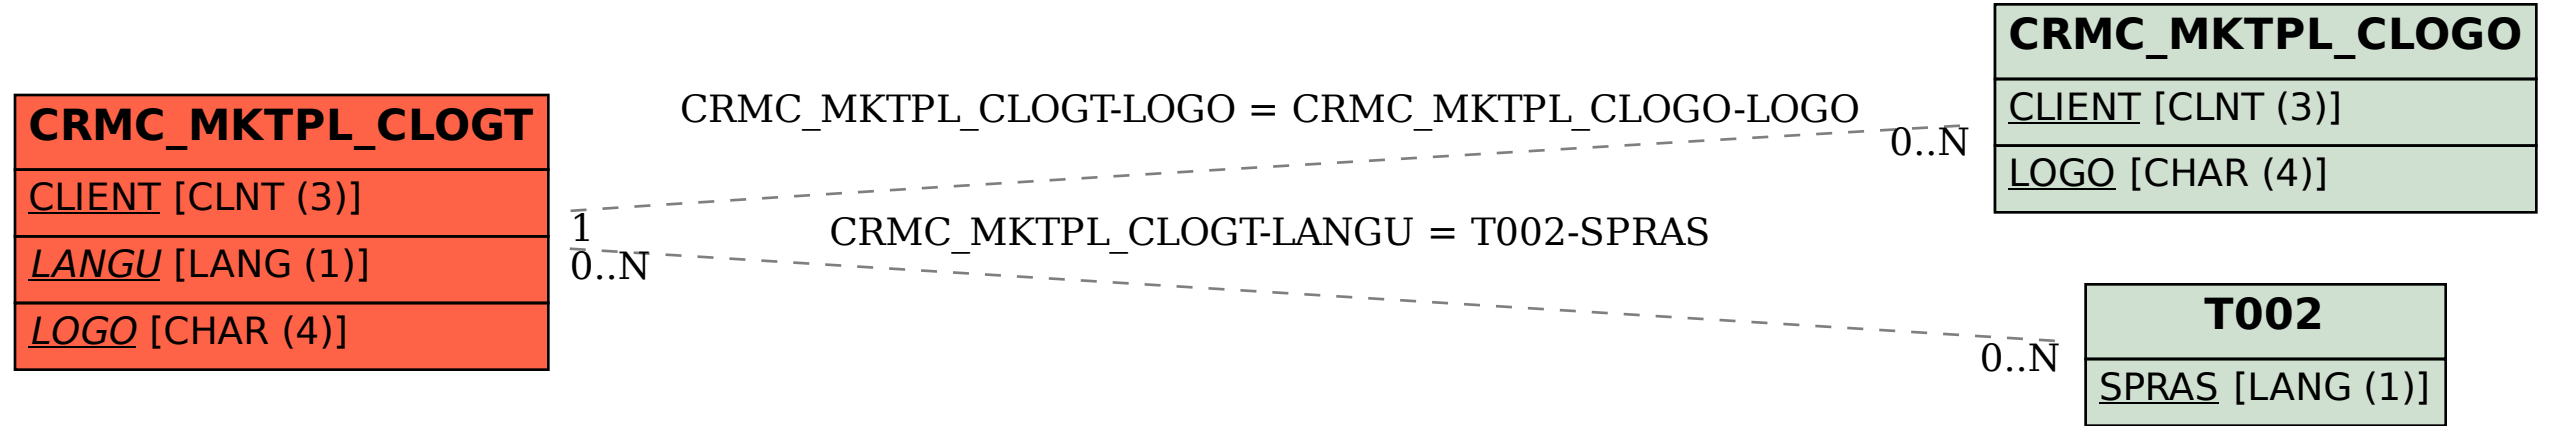 CRMC_MKTPL_CLOGT
CLIENT [CLNT (3)]
LANGU [LANG (1)]
LOGO [CHAR (4)]
CRMC_MKTPL_CLOGT-LOGO = CRMC_MKTPL_CLOGO-LOGO
1
0..N
CRMC_MKTPL_CLOGT-LANGU = T002-SPRAS
0..N
0..N
CRMC_MKTPL_CLOGO
CLIENT [CLNT (3)]
LOGO [CHAR (4)]
T002
SPRAS [LANG (1)]